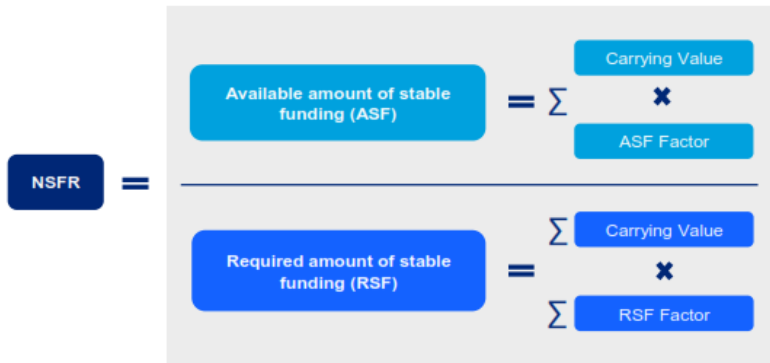 NSFR
=
Available amount of stable
funding (ASF)
= ∑
Carrying Value
×
ASF Factor
Required amount of stable
funding (RSF)
=
∑ Carrying Value
×
∑ RSF Factor